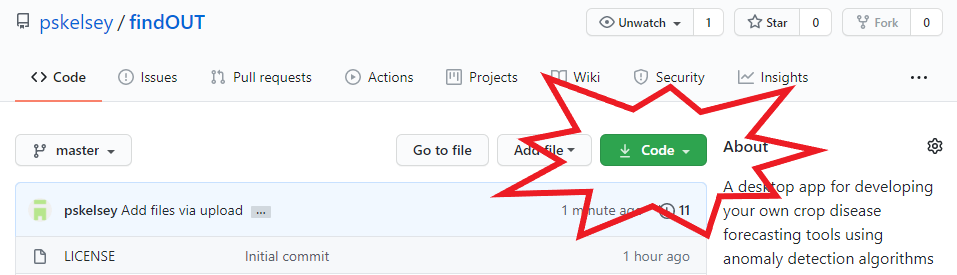 pskelsey / findOUT
Unwatch 1 Star 0 Fork 0
Code Issues Pull requests Actions Projects Wiki Security Insights ...
master Go to file Add file Code About
A desktop app for developing
pskelsey Add files via upload ... 1 minute ago 11
your own crop disease
forecasting tools using
LICENSE Initial commit 1 hour ago
anomaly detection algorithms